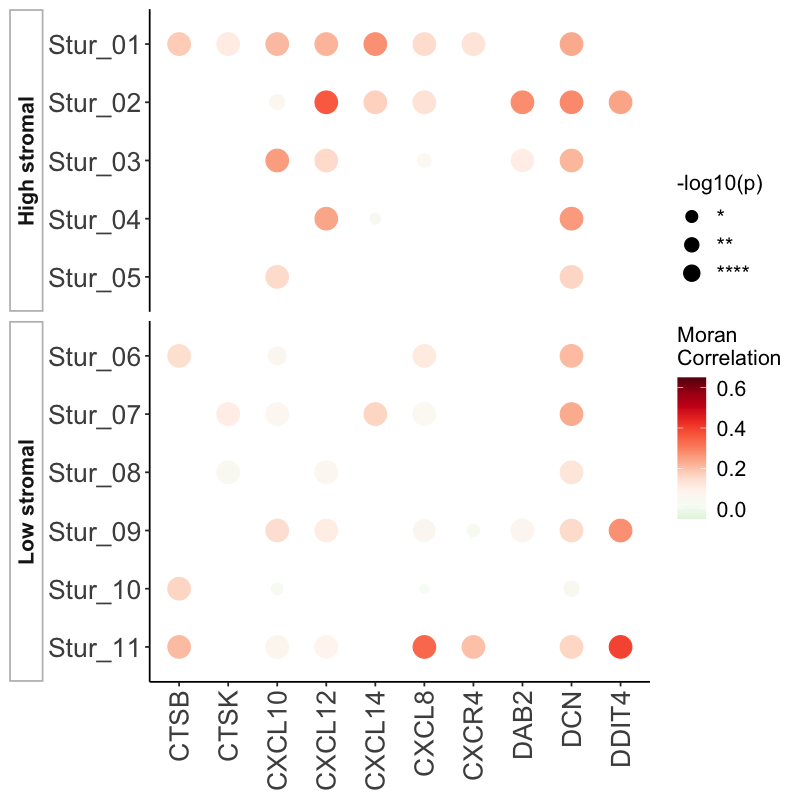 High stromal
Stur_01
Stur_02
Stur_03
Stur_04
Stur_05
Low stromal
Stur_06
Stur_07
Stur_08
Stur_09
Stur_10
Stur_11
CTSB
CTSK
CXCL10
CXCL12
CXCL14
CXCL8
CXCR4
DAB2
DCN
DDIT4
-log10(p)
*
**
****
Moran
Correlation
0.6
0.4
0.2
0.0